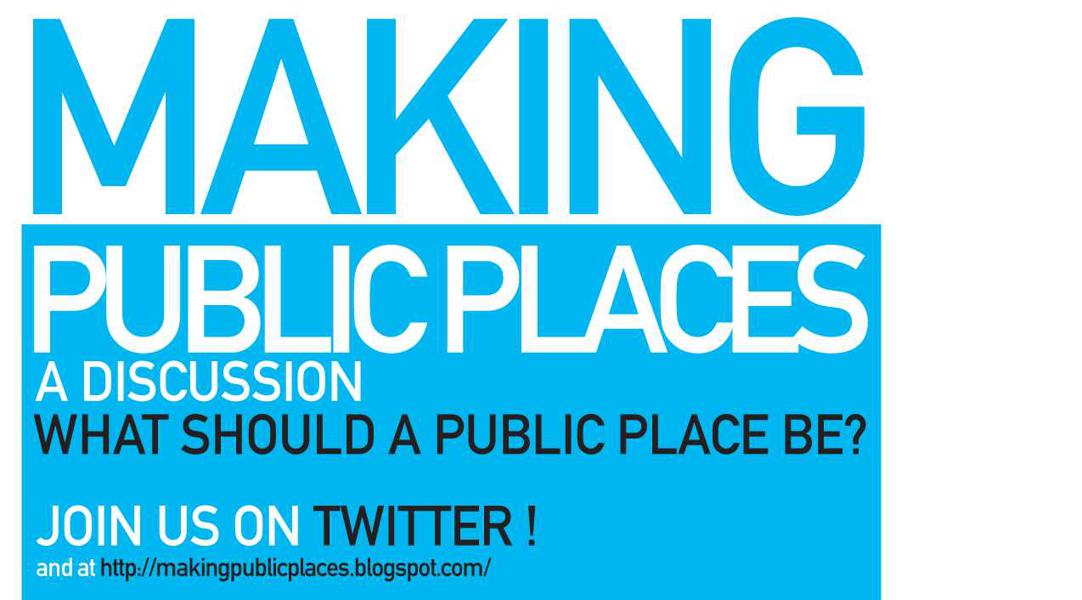 MAKING
PUBLIC PLACES
A DISCUSSION
WHAT SHOULD A PUBLIC PLACE BE?
JOIN US ON TWITTER !
and at http://makingpublicplaces.blogspot.com/